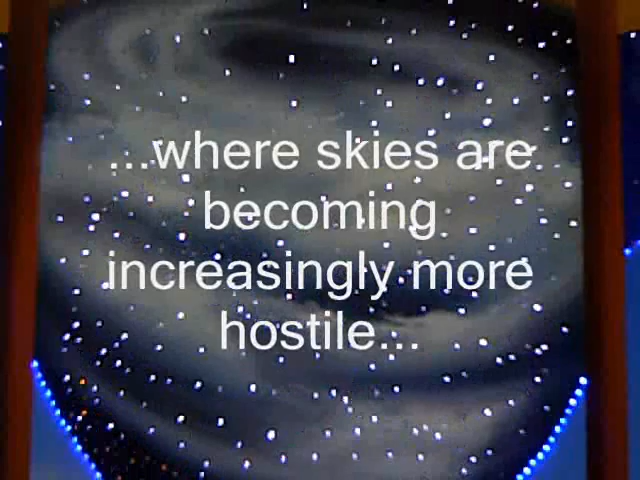 ...where skies are
becoming
increasingly more
hostile...